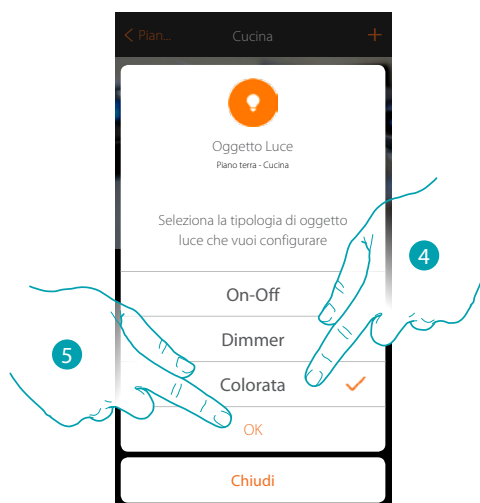 Pian... Cucina +
Oggetto Luce
Piano terra - Cucina
Seleziona la tipologia di oggetto
luce che vuoi configurare
On-Off
4
Dimmer
5
Colorata
OK
Chiudi